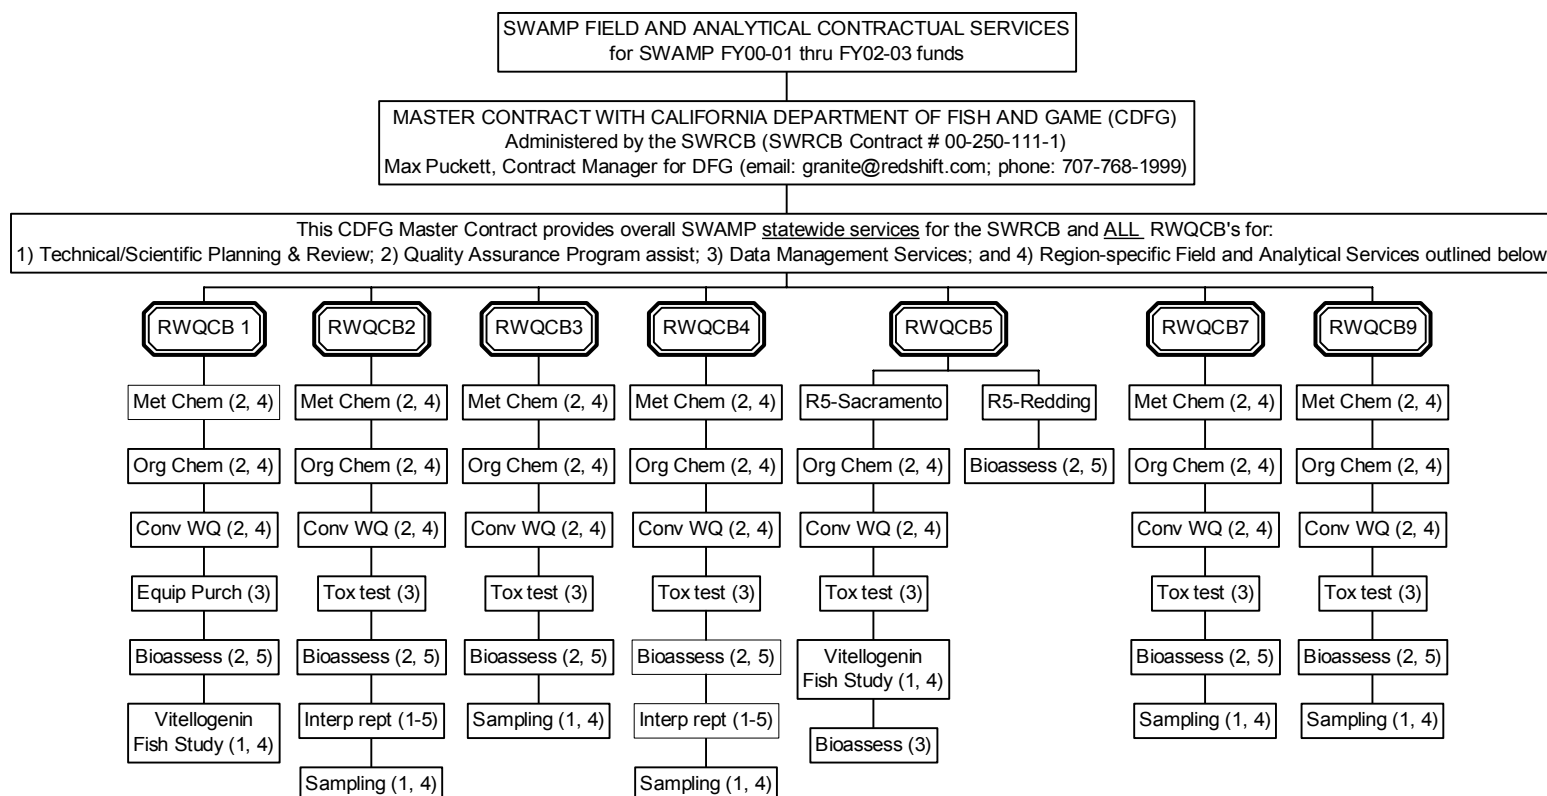 SWAMP FIELD AND ANALYTICAL CONTRACTUAL SERVICES
for SWAMP FY00-01 thru FY02-03 funds
MASTER CONTRACT WITH CALIFORNIA DEPARTMENT OF FISH AND GAME (CDFG)
Administered by the SWRCB (SWRCB Contract # 00-250-111-1)
Max Puckett, Contract Manager for DFG (email: granite@redshift.com; phone: 707-768-1999)
This CDFG Master Contract provides overall SWAMP statewide services for the SWRCB and ALL RWQCB's for:
1) Technical/Scientific Planning & Review; 2) Quality Assurance Program assist; 3) Data Management Services; and 4) Region-specific Field and Analytical Services outlined below
RWQCB 1
Met Chem (2, 4)
Org Chem (2, 4)
Conv WQ (2, 4)
Equip Purch (3)
Bioassess (2, 5)
Vitellogenin
Fish Study (1, 4)
RWQCB2
Met Chem (2, 4)
Org Chem (2, 4)
Conv WQ (2, 4)
Tox test (3)
Bioassess (2, 5)
Interp rept (1-5)
Sampling (1, 4)
RWQCB3
Met Chem (2, 4)
Org Chem (2, 4)
Conv WQ (2, 4)
Tox test (3)
Bioassess (2, 5)
Sampling (1, 4)
RWQCB4
Met Chem (2, 4)
Org Chem (2, 4)
Conv WQ (2, 4)
Tox test (3)
Bioassess (2, 5)
Interp rept (1-5)
Sampling (1, 4)
RWQCB5
R5-Sacramento
Org Chem (2, 4)
Conv WQ (2, 4)
Tox test (3)
Vitellogenin
Fish Study (1, 4)
Bioassess (3)
R5-Redding
Bioassess (2, 5)
RWQCB7
Met Chem (2, 4)
Org Chem (2, 4)
Conv WQ (2, 4)
Tox test (3)
Bioassess (2, 5)
Sampling (1, 4)
RWQCB9
Met Chem (2, 4)
Org Chem (2, 4)
Conv WQ (2, 4)
Tox test (3)
Bioassess (2, 5)
Sampling (1, 4)